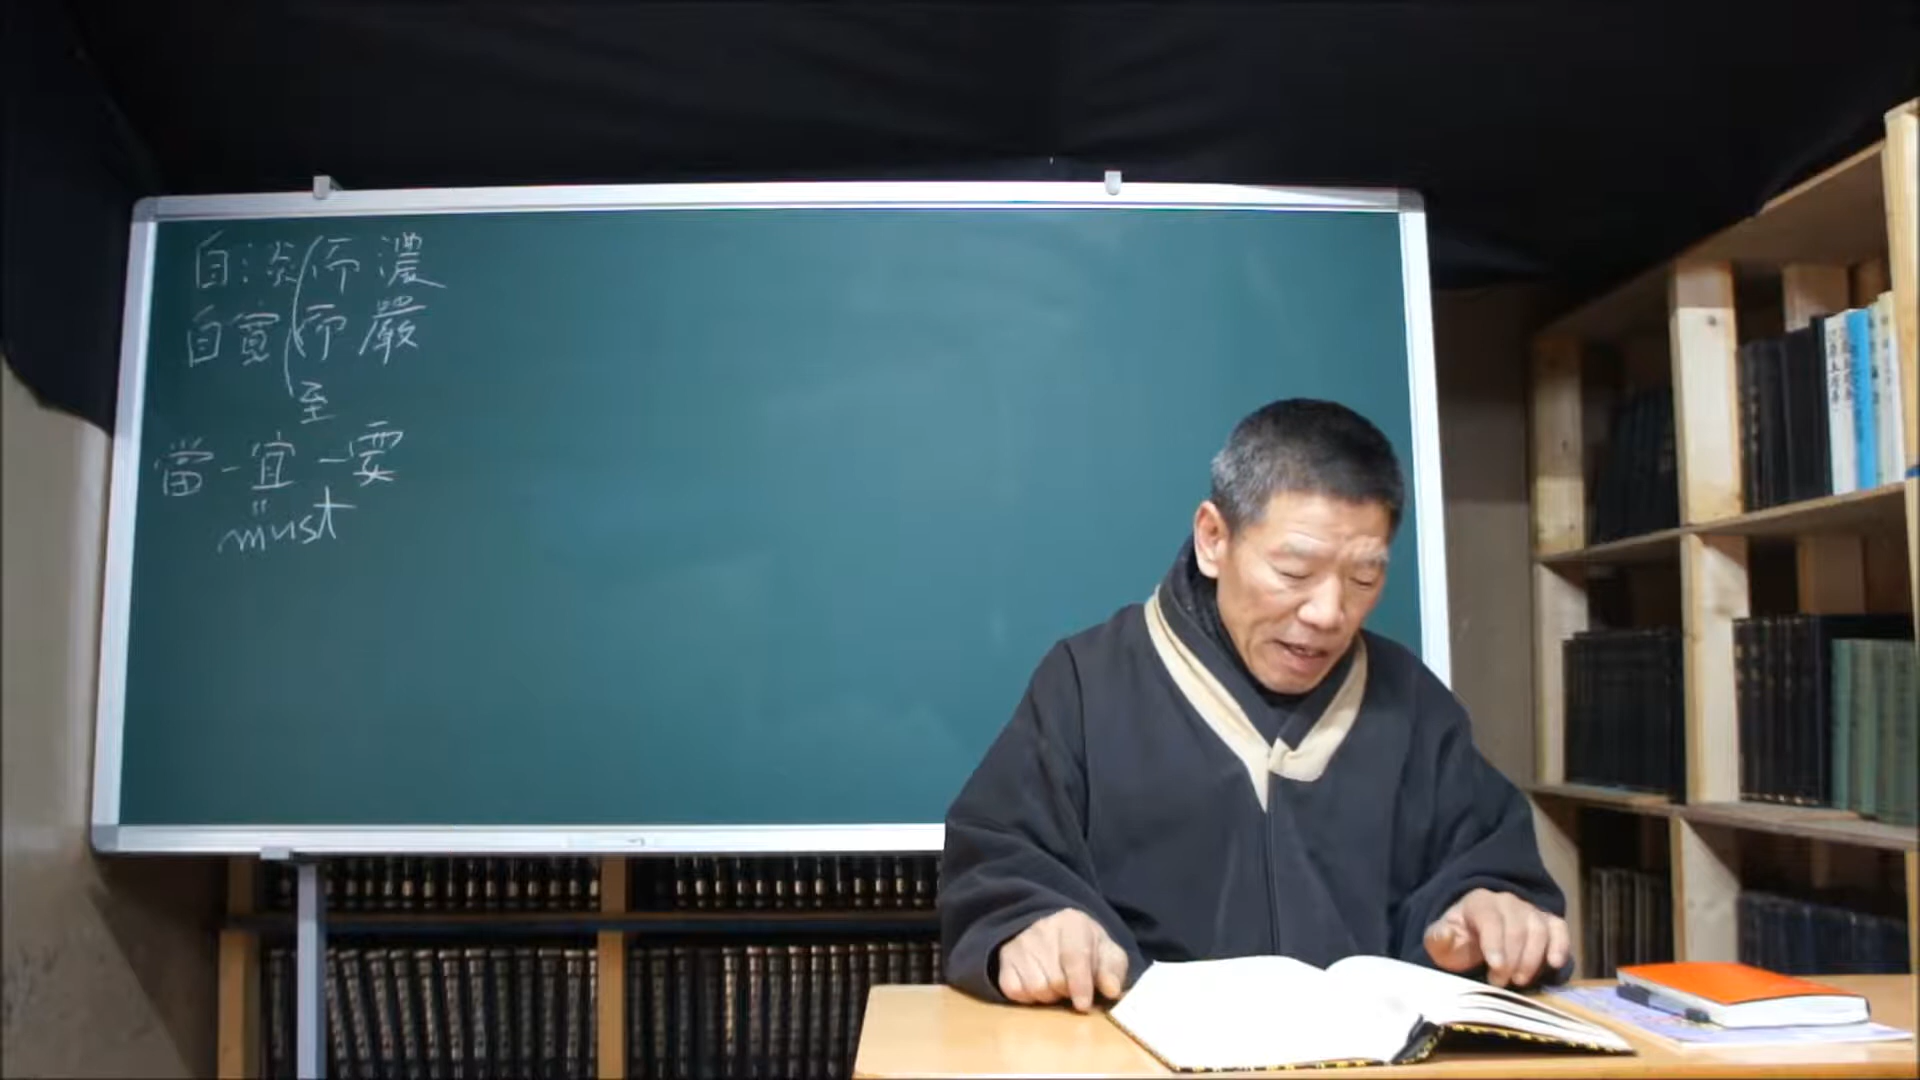 自淡(而濃
自寬(而嚴
至
當-宜-要
〃
must